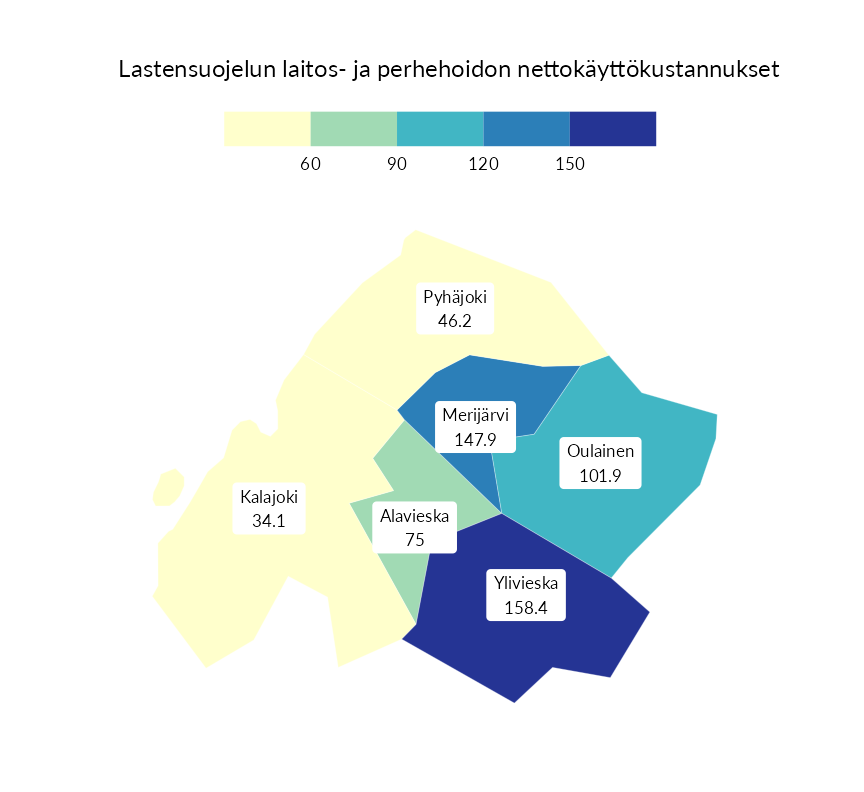 Lastensuojelun laitos- ja perhehoidon nettokäyttökustannukset
60 90 120 150
Pyhäjoki
46.2
Merijärvi
147.9
Oulainen
101.9
Kalajoki
34.1
Alavieska
75
Ylivieska
158.4